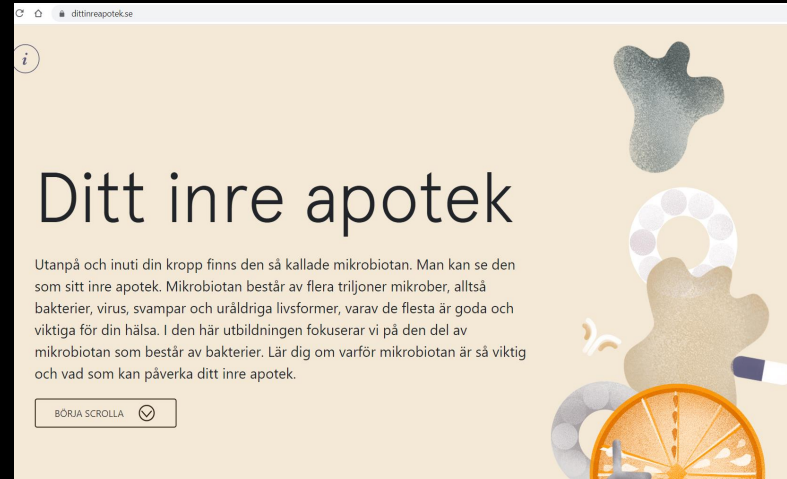 dittinreapotek.se
i
Ditt inre apotek
Utanpå och inuti din kropp finns den så kallade mikrobiotan. Man kan se den
som sitt inre apotek. Mikrobiotan består av flera triljoner mikrober, alltså
bakterier, virus, svampar och uråldriga livsformer, varav de flesta är goda och
viktiga för din hälsa. I den här utbildningen fokuserar vi på den del av
mikrobiotan som består av bakterier. Lär dig om varför mikrobiotan är så viktig
och vad som kan påverka ditt inre apotek.
BÖRJA SCROLLA